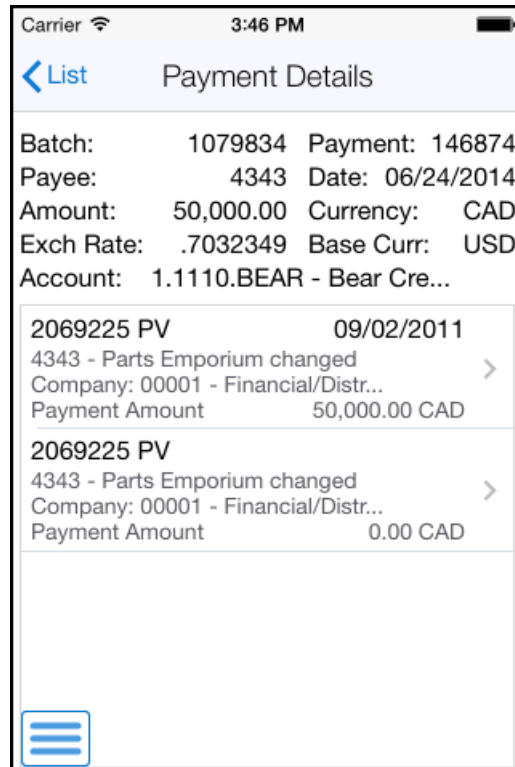 Carrier 3:46 PM
List Payment Details
Batch: 1079834 Payment: 146874
Payee: 4343 Date: 06/24/2014
Amount: 50,000.00 Currency: CAD
Exch Rate: .7032349 Base Curr: USD
Account: 1.1110.BEAR - Bear Cre...
2069225 PV 09/02/2011
4343 - Parts Emporium changed
Company: 00001 - Financial/Distr...
Payment Amount 50,000.00 CAD
2069225 PV
4343 - Parts Emporium changed
Company: 00001 - Financial/Distr...
Payment Amount 0.00 CAD